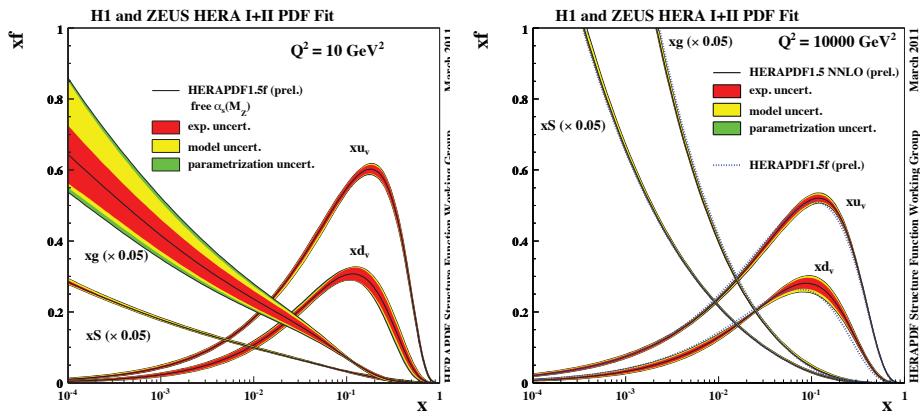 H1 and ZEUS HERA I+II PDF Fit
xf
Q² = 10 GeV²
March 2011
HERAPDF Structure Function Working Group
HERAPDF1.5f (prel.)
free αs(MZ)
exp. uncert.
model uncert.
parametrization uncert.
xuv
xdv
xg (× 0.05)
xS (× 0.05)
1
0.8
0.6
0.4
0.2
0
10⁻⁴
10⁻³
10⁻²
10⁻¹
1
x
H1 and ZEUS HERA I+II PDF Fit
xf
Q² = 10000 GeV²
March 2011
HERAPDF Structure Function Working Group
xg (× 0.05)
HERAPDF1.5 NNLO (prel.)
exp. uncert.
model uncert.
parametrization uncert.
HERAPDF1.5f (prel.)
xS (× 0.05)
xuv
xdv
1
0.8
0.6
0.4
0.2
0
10⁻⁴
10⁻³
10⁻²
10⁻¹
1
x